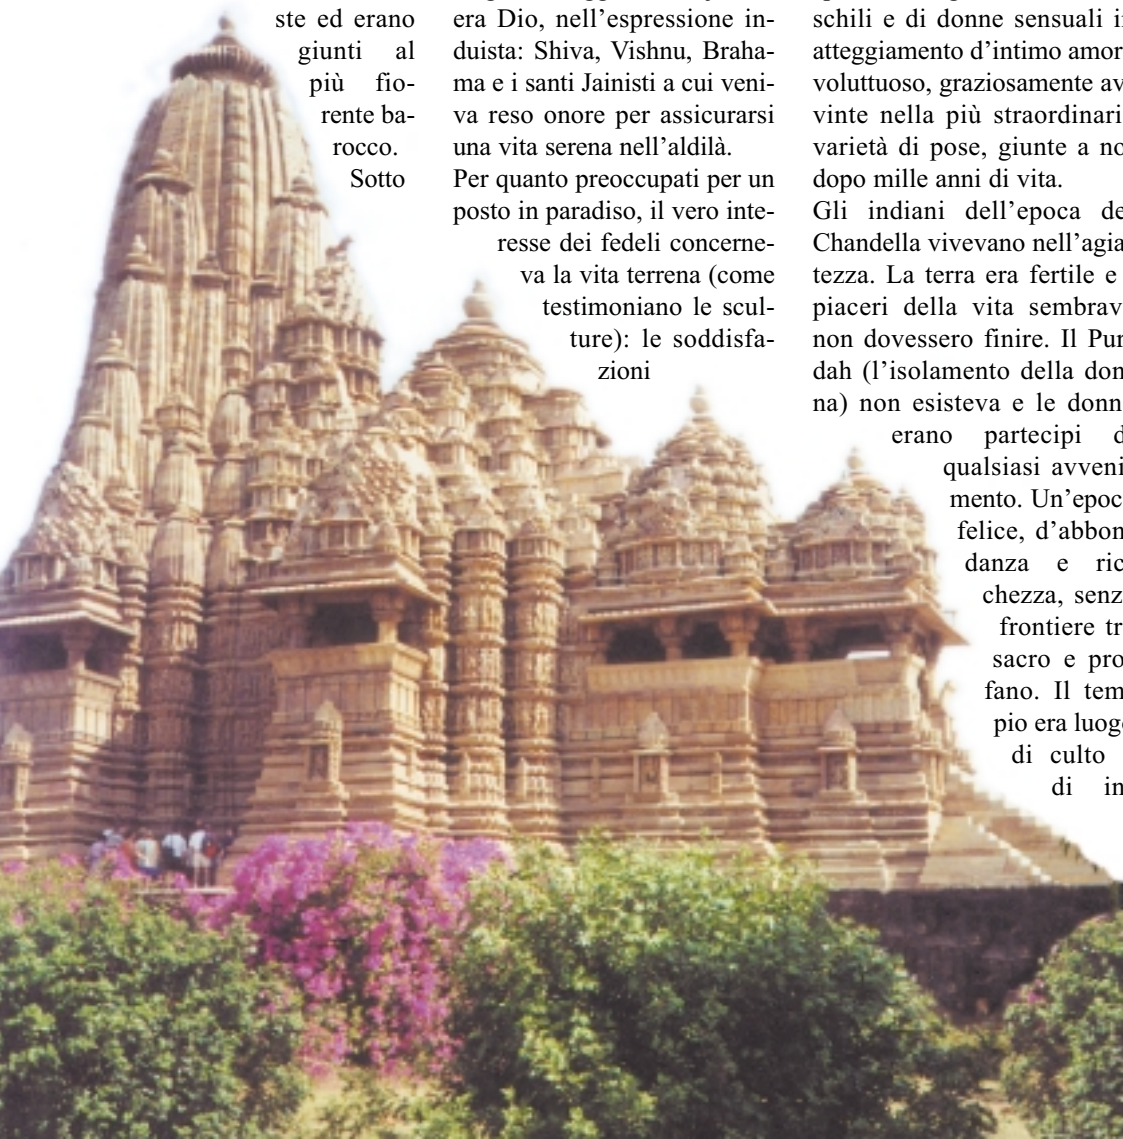 ste ed erano
giunti al
più fio-
rente ba-
rocco.
Sotto
era Dio, nell'espressione in-
duista: Shiva, Vishnu, Braha-
ma e i santi Jainisti a cui veni-
va reso onore per assicurarsi
una vita serena nell'aldilà.
Per quanto preoccupati per un
posto in paradiso, il vero inte-
resse dei fedeli concerne-
va la vita terrena (come
testimoniano le scul-
ture): le soddisfa-
zioni
schili e di donne sensuali
atteggiamento d'intimo amor
voluttuoso, graziosamente av
vinte nella più straordinari
varietà di pose, giunte a no
dopo mille anni di vita.
Gli indiani dell'epoca de
Chandella vivevano nell'agia
tezza. La terra era fertile e
piaceri della vita sembrav
non dovessero finire. Il Pur
dah (l'isolamento della don
na) non esisteva e le donn
erano partecipi d
qualsiasi avveni
mento. Un'epoc
felice, d'abbon
danza e ric
chezza, senz
frontiere tr
sacro e pro
fano. Il tem
pio era luog
di culto
di in